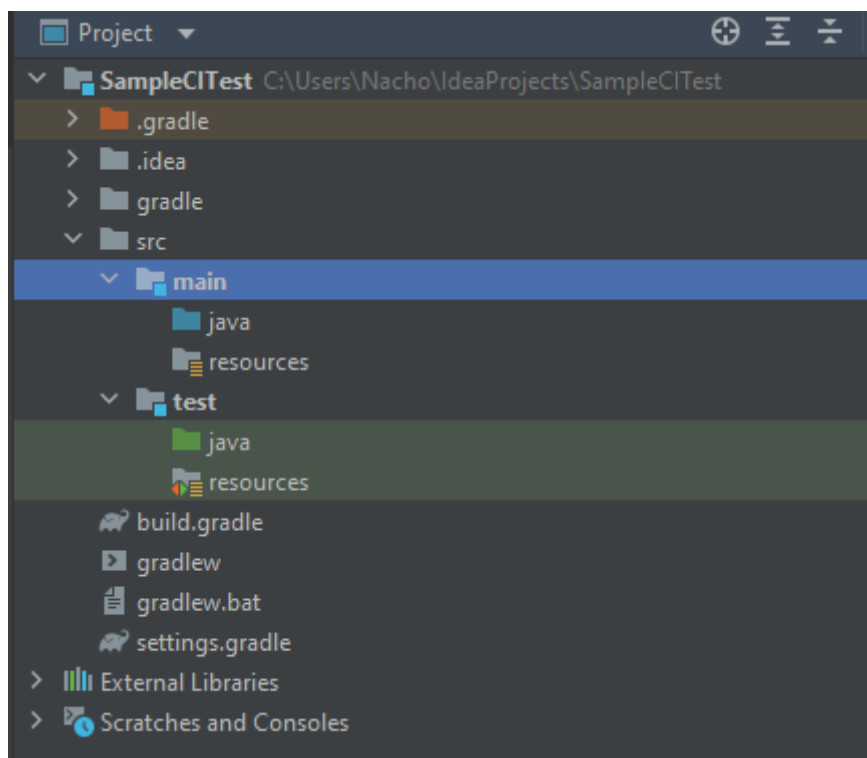 Project
SampleCITest C:\Users\Nacho\IdeaProjects\SampleCITest
.gradle
.idea
gradle
src
main
java
resources
test
java
resources
build.gradle
gradlew
gradlew.bat
settings.gradle
External Libraries
Scratches and Consoles